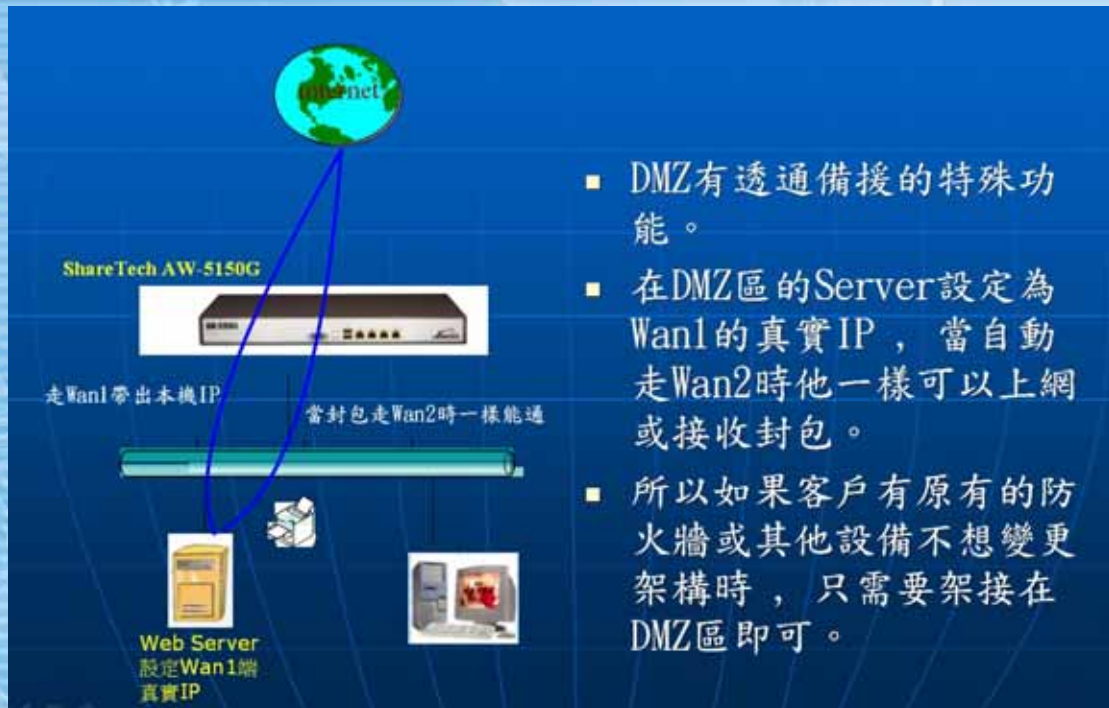 internet
ShareTech AW-5150G
走Wan1帶出本機IP
當封包走Wan2時一樣能通
Web Server
設定Wan1端
真實IP
DMZ有透通備援的特殊功
能。
在DMZ區的Server設定為
Wan1的真實IP , 當自動
走Wan2時他一樣可以上網
或接收封包。
所以如果客戶有原有的防
火牆或其他設備不想變更
架構時 , 只需要架接在
DMZ區即可。